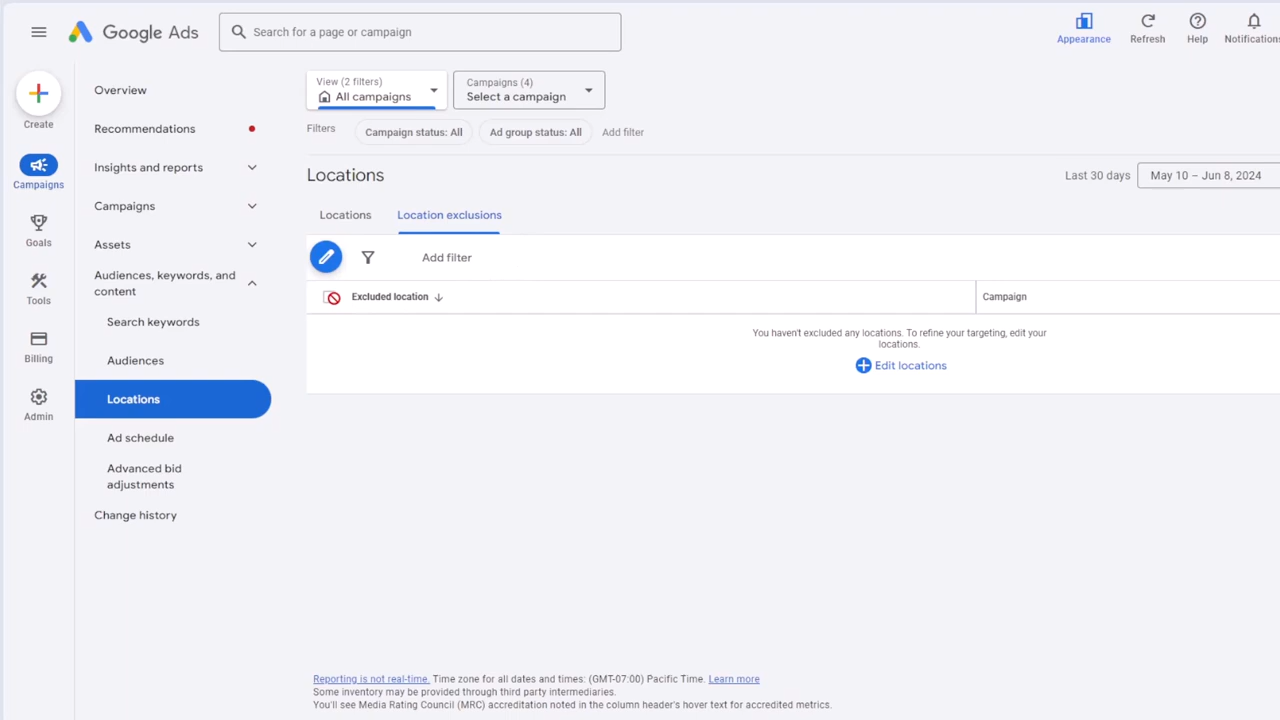 Google Ads
Search for a page or campaign
Appearance
Refresh
Help
Notifications
Create
Campaigns
Goals
Tools
Billing
Admin
Overview
Recommendations
Insights and reports
Campaigns
Assets
Audiences, keywords, and
content
Search keywords
Audiences
Locations
Ad schedule
Advanced bid
adjustments
Change history
View (2 filters)
All campaigns
Campaigns (4)
Select a campaign
Filters
Campaign status: All
Ad group status: All
Add filter
Locations
Last 30 days
May 10 – Jun 8, 2024
Locations
Location exclusions
Add filter
Excluded location
Campaign
You haven't excluded any locations. To refine your targeting, edit your
locations.
Edit locations
Reporting is not real-time. Time zone for all dates and times: (GMT-07:00) Pacific Time. Learn more
Some inventory may be provided through third party intermediaries.
You'll see Media Rating Council (MRC) accreditation noted in the column header's hover text for accredited metrics.